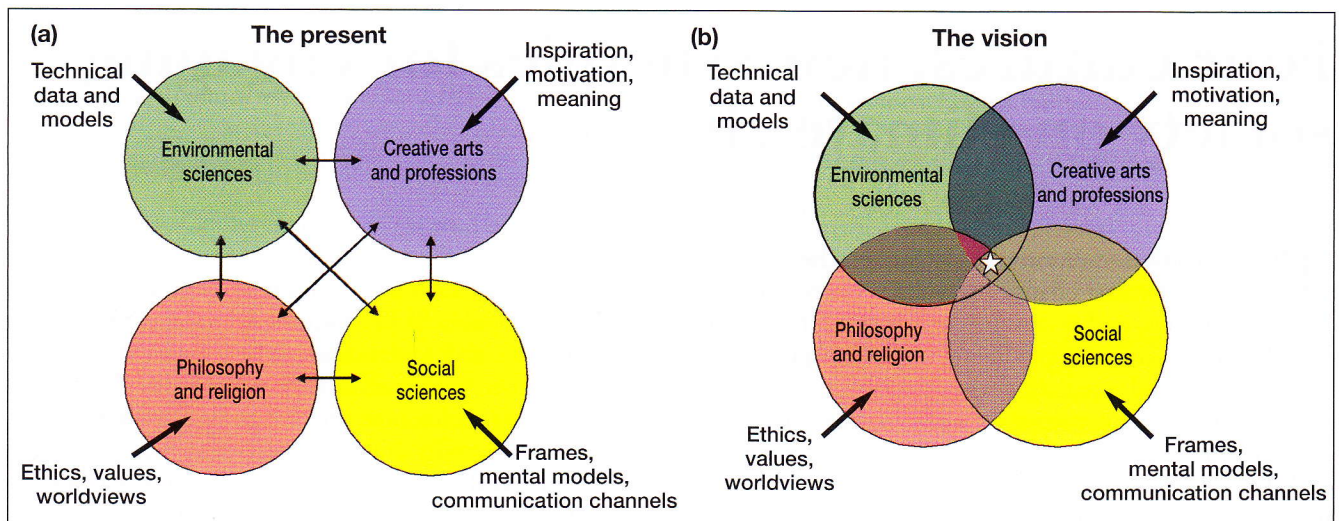 (a)
The present
Technical
data and
models
Inspiration,
motivation,
meaning
Environmental
sciences
Creative arts
and professions
Philosophy
and religion
Social
sciences
Ethics, values,
worldviews
Frames,
mental models,
communication channels
(b)
The vision
Technical
data and
models
Inspiration,
motivation,
meaning
Environmental
sciences
Creative arts
and professions
Philosophy
and religion
Social
sciences
Ethics,
values,
worldviews
Frames,
mental models,
communication channels